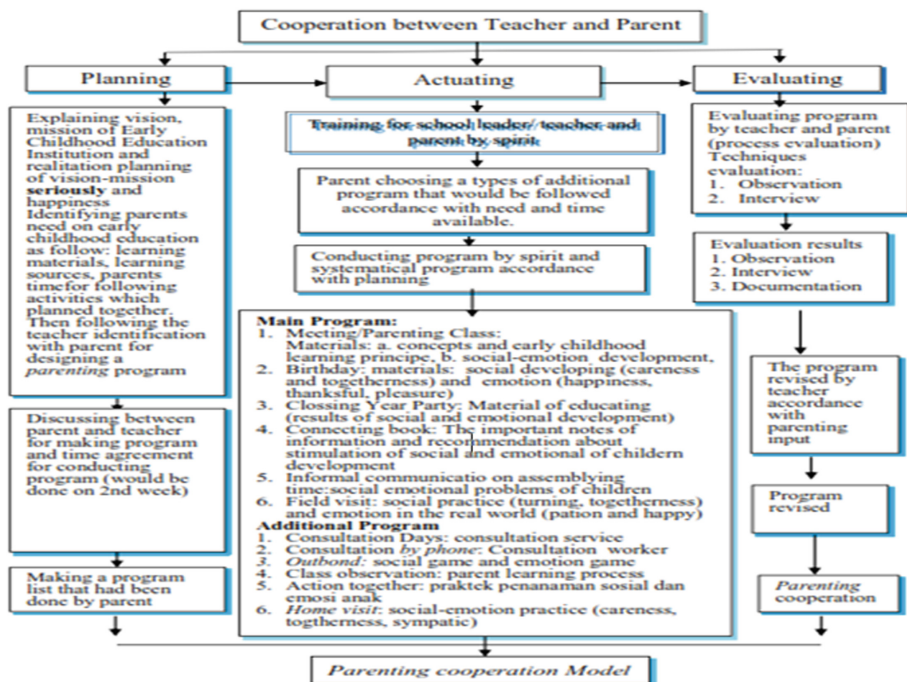 Cooperation between Teacher and Parent
Planning
Actuating
Evaluating
Explaining vision,
mission of Early
Childhood Education
Institution and
realitation planning
of vision-mission
seriously and
happiness
Identifying parents
need on early
childhood education
as follow: learning
materials, learning
sources, parents
timefor following
activities which
planned together.
Then following the
teacher identification
with parent for
designing a
parenting program
Discussing between
parent and teacher
for making program
and time agreement
for conducting
program (would be
done on 2nd week)
Making a program
list that had been
done by parent
Training for school leader/ teacher and
parent by spirit
Parent choosing a types of additional
program that would be followed
accordance with need and time
available.
Conducting program by spirit and
systematical program accordance
with planning
Main Program:
1. Meeting/Parenting Class:
Materials: a. concepts and early childhood
learning principe, b. social-emotion development,
2. Birthday: materials: social developing (careness
and togetherness) and emotion (happiness,
thankful, pleasure)
3. Clossing Year Party: Material of educating
(results of social and emotional development)
4. Connecting book: The important notes of
information and recommendation about
stimulation of social and emotional of childern
development
5. Informal communicatio on assemblying
time:social emotional problems of children
6. Field visit: social practice (turning, togetherness)
and emotion in the real world (pation and happy)
Additional Program
1. Consultation Days: consultation service
2. Consultation by phone: Consultation worker
3. Outbond: social game and emotion game
4. Class observation: parent learning process
5. Action together: praktek penanaman sosial dan
emosi anak
6. Home visit: social-emotion practice (careness,
togtherness, sympatic)
Evaluating program
by teacher and parent
(process evaluation)
Techniques
evaluation:
1. Observation
2. Interview
Evaluation results
1. Observation
2. Interview
3. Documentation
The program
revised by
teacher
accordance
with
parenting
input
Program
revised
Parenting
cooperation
Parenting cooperation Model